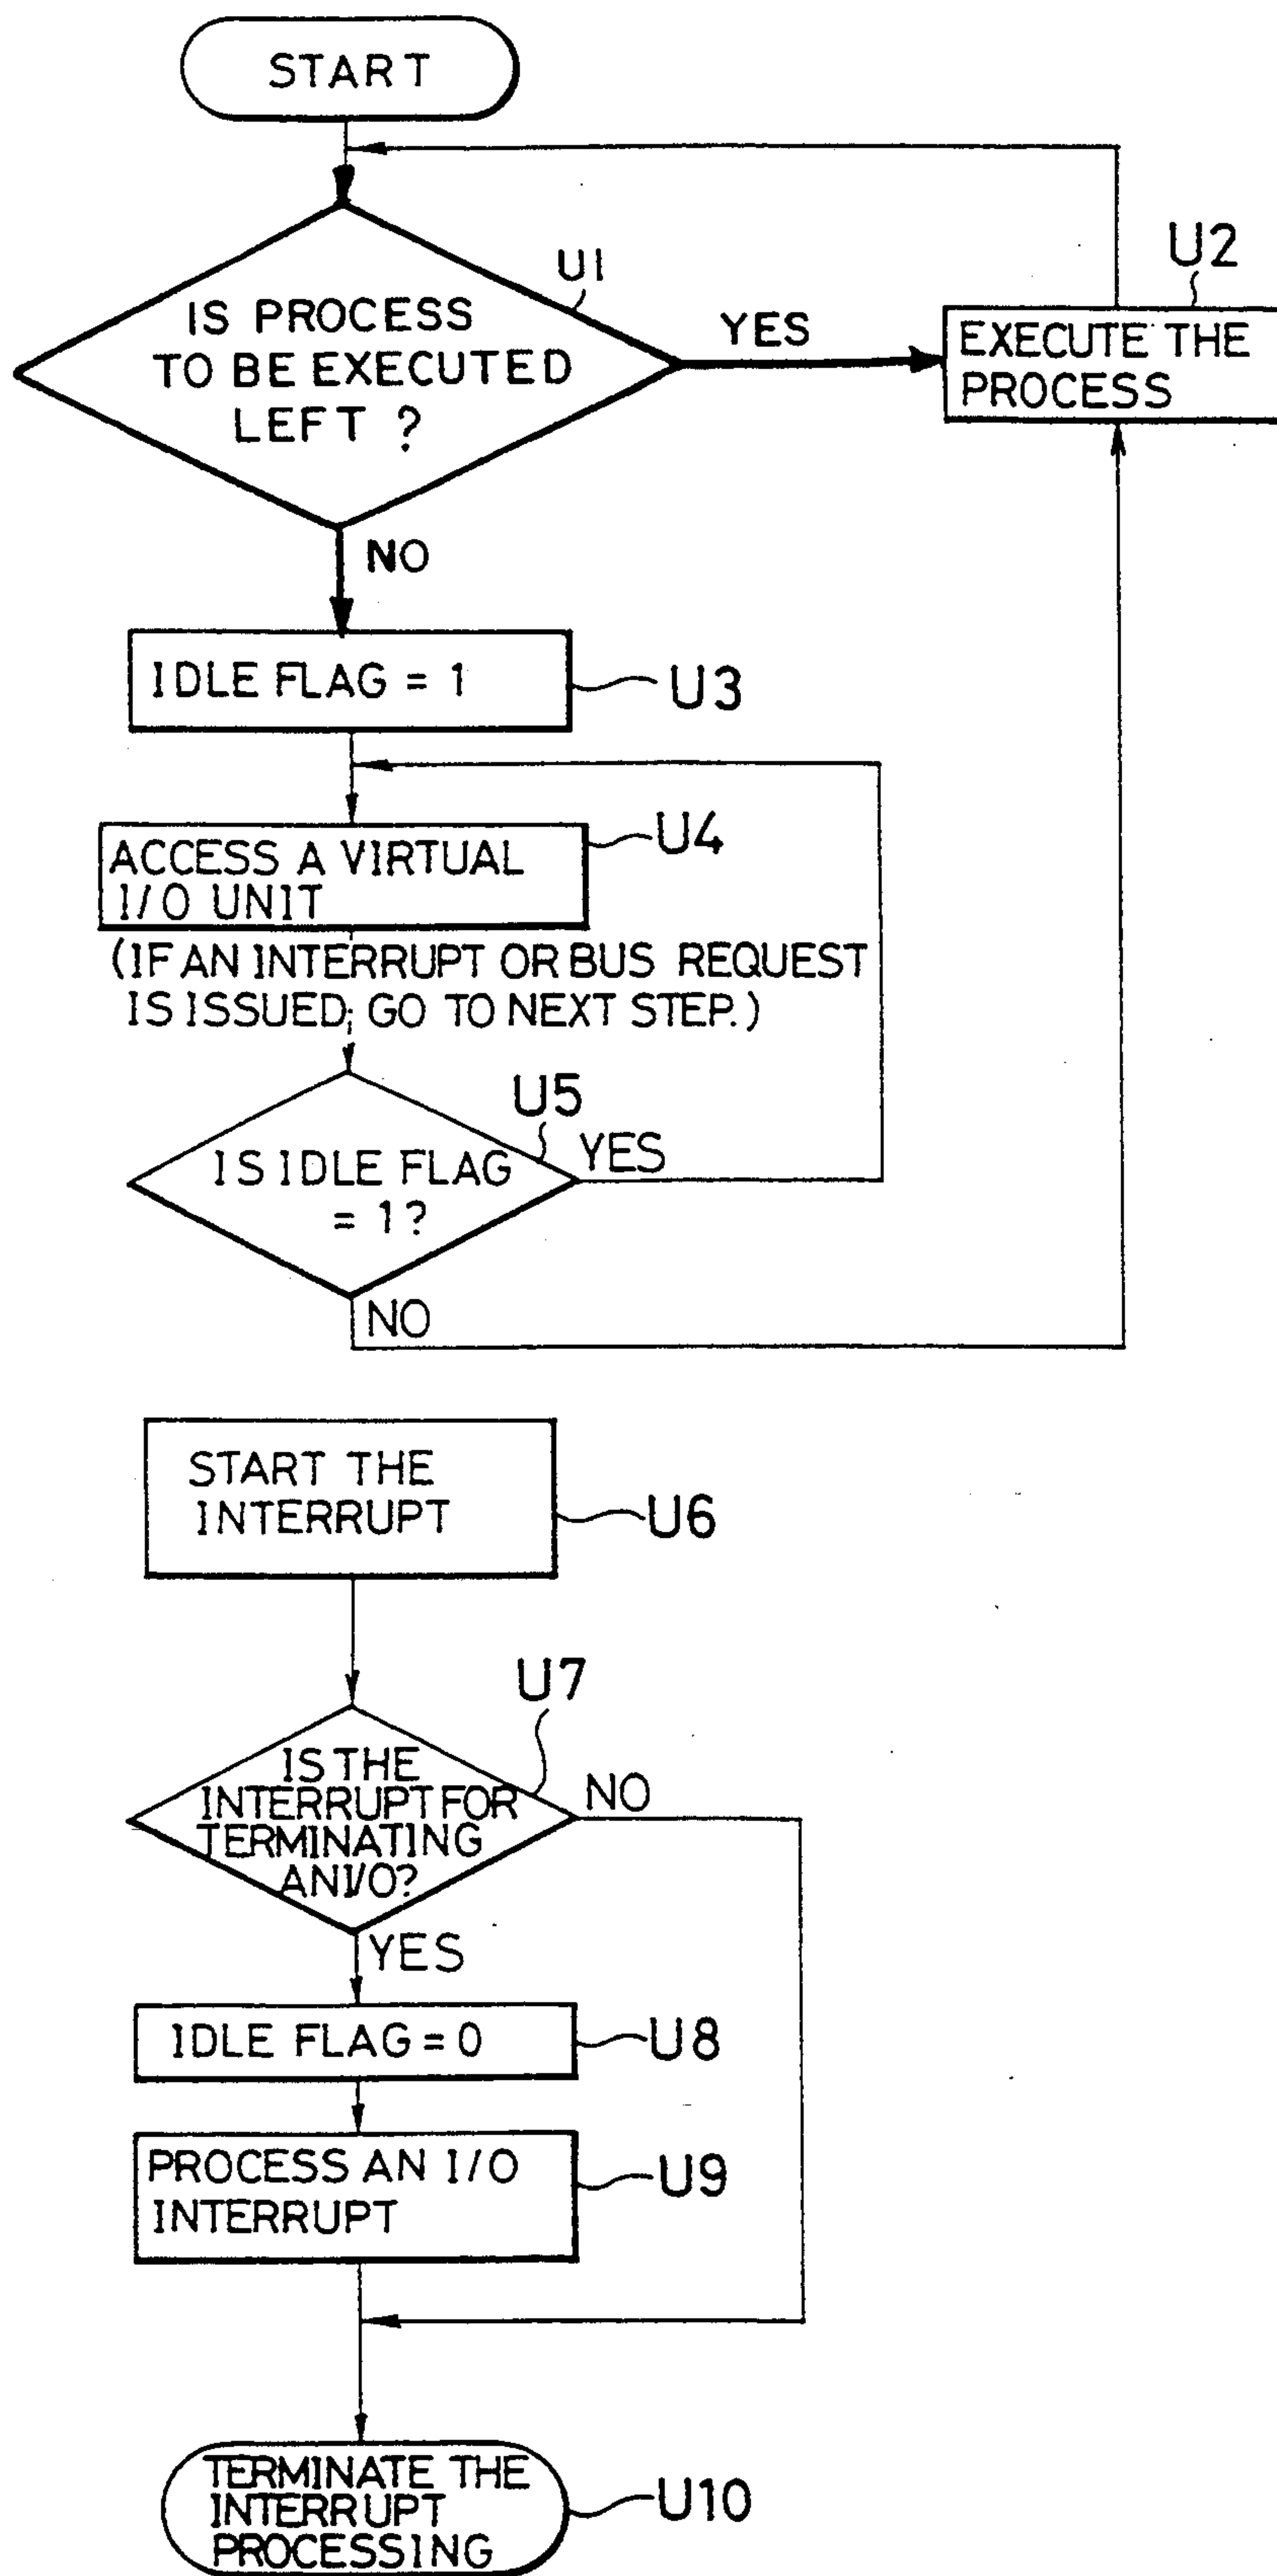 START
U1
IS PROCESS
TO BE EXECUTED
LEFT ?
YES
U2
EXECUTE THE
PROCESS
NO
IDLE FLAG = 1
U3
ACCESS A VIRTUAL
I/O UNIT
U4
(IF AN INTERRUPT OR BUS REQUEST
IS ISSUED, GO TO NEXT STEP.)
U5
IS IDLE FLAG
= 1?
YES
NO
START THE
INTERRUPT
U6
U7
IS THE
INTERRUPT FOR
TERMINATING
AN I/O?
NO
YES
IDLE FLAG = 0
U8
PROCESS AN I/O
INTERRUPT
U9
TERMINATE THE
INTERRUPT
PROCESSING
U10